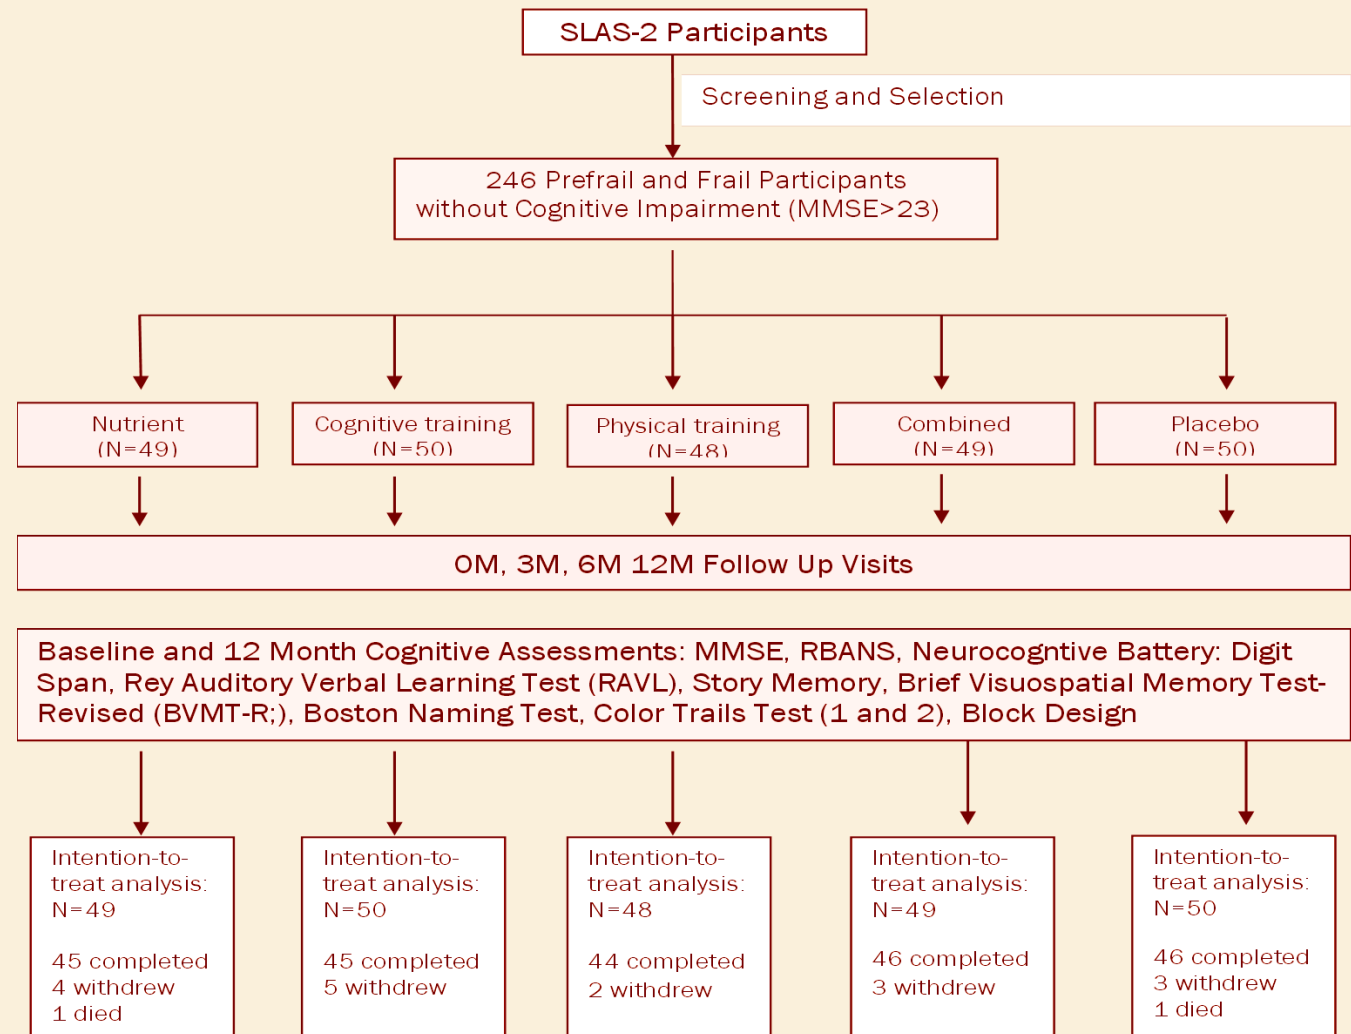 SLAS-2 Participants
Screening and Selection
246 Prefrail and Frail Participants
without Cognitive Impairment (MMSE>23)
Nutrient
(N=49)
Cognitive training
(N=50)
Physical training
(N=48)
Combined
(N=49)
Placebo
(N=50)
0M, 3M, 6M 12M Follow Up Visits
Baseline and 12 Month Cognitive Assessments: MMSE, RBANS, Neurocogntive Battery: Digit
Span, Rey Auditory Verbal Learning Test (RAVL), Story Memory, Brief Visuospatial Memory Test-
Revised (BVMT-R;), Boston Naming Test, Color Trails Test (1 and 2), Block Design
Intention-to-
treat analysis:
N=49
45 completed
4 withdrew
1 died
Intention-to-
treat analysis:
N=50
45 completed
5 withdrew
Intention-to-
treat analysis:
N=48
44 completed
2 withdrew
Intention-to-
treat analysis:
N=49
46 completed
3 withdrew
Intention-to-
treat analysis:
N=50
46 completed
3 withdrew
1 died